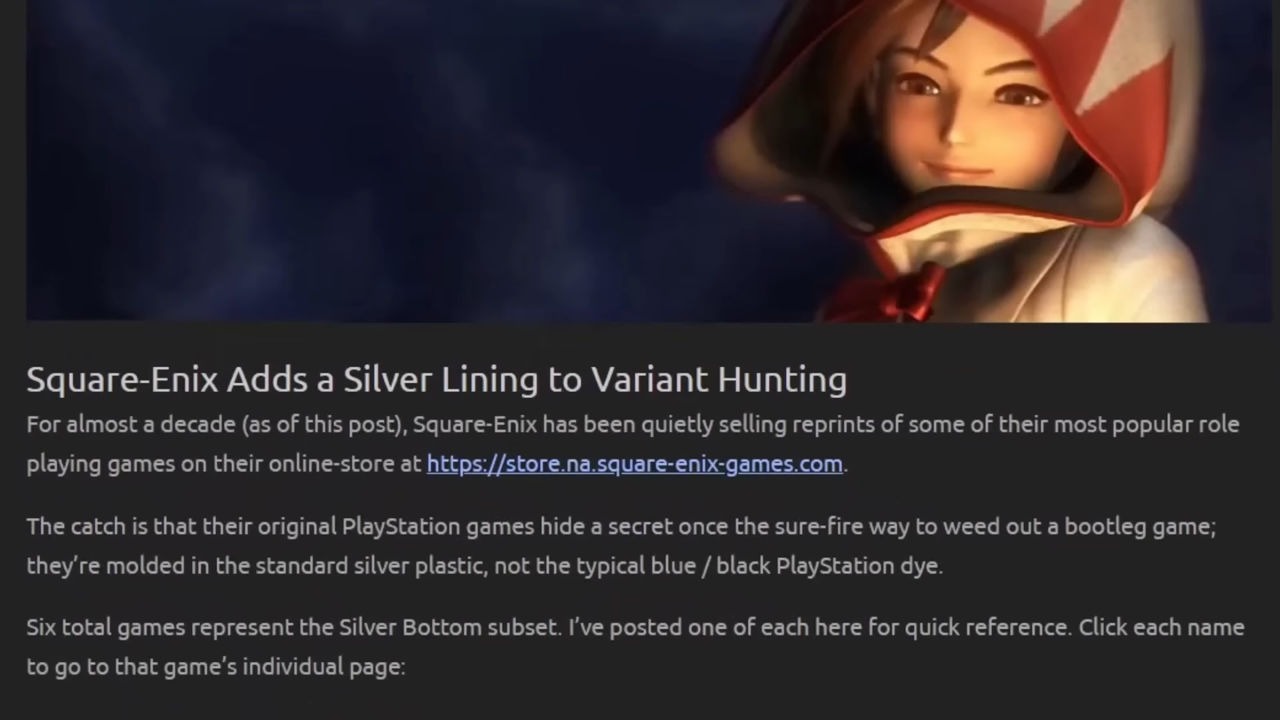 Square-Enix Adds a Silver Lining to Variant Hunting
For almost a decade (as of this post), Square-Enix has been quietly selling reprints of some of their most popular role
playing games on their online-store at https://store.na.square-enix-games.com.
The catch is that their original PlayStation games hide a secret once the sure-fire way to weed out a bootleg game;
they’re molded in the standard silver plastic, not the typical blue / black PlayStation dye.
Six total games represent the Silver Bottom subset. I’ve posted one of each here for quick reference. Click each name
to go to that game’s individual page: